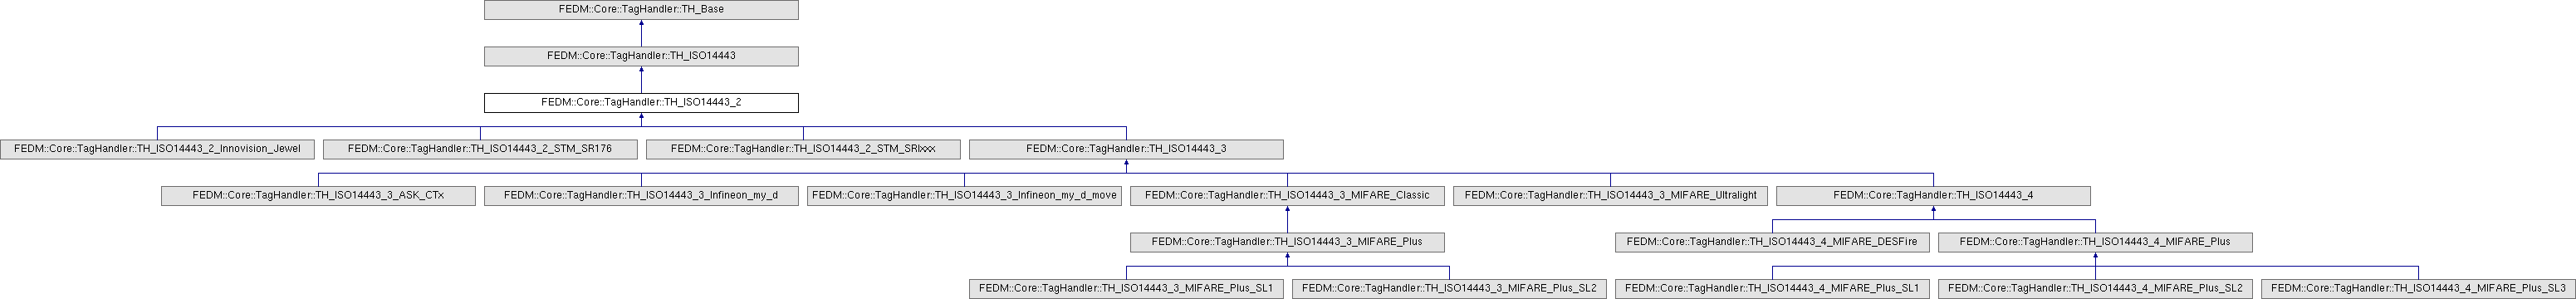 FEDM::Core::TagHandler::TH_Base
FEDM::Core::TagHandler::TH_ISO14443
FEDM::Core::TagHandler::TH_ISO14443_2
FEDM::Core::TagHandler::TH_ISO14443_2_Innovision_Jewel
FEDM::Core::TagHandler::TH_ISO14443_2_STM_SR176
FEDM::Core::TagHandler::TH_ISO14443_2_STM_SRIxxx
FEDM::Core::TagHandler::TH_ISO14443_3
FEDM::Core::TagHandler::TH_ISO14443_3_ASK_CTx
FEDM::Core::TagHandler::TH_ISO14443_3_Infineon_my_d
FEDM::Core::TagHandler::TH_ISO14443_3_Infineon_my_d_move
FEDM::Core::TagHandler::TH_ISO14443_3_MIFARE_Classic
FEDM::Core::TagHandler::TH_ISO14443_3_MIFARE_Ultralight
FEDM::Core::TagHandler::TH_ISO14443_4
FEDM::Core::TagHandler::TH_ISO14443_3_MIFARE_Plus
FEDM::Core::TagHandler::TH_ISO14443_4_MIFARE_DESFire
FEDM::Core::TagHandler::TH_ISO14443_4_MIFARE_Plus
FEDM::Core::TagHandler::TH_ISO14443_3_MIFARE_Plus_SL1
FEDM::Core::TagHandler::TH_ISO14443_3_MIFARE_Plus_SL2
FEDM::Core::TagHandler::TH_ISO14443_4_MIFARE_Plus_SL1
FEDM::Core::TagHandler::TH_ISO14443_4_MIFARE_Plus_SL2
FEDM::Core::TagHandler::TH_ISO14443_4_MIFARE_Plus_SL3